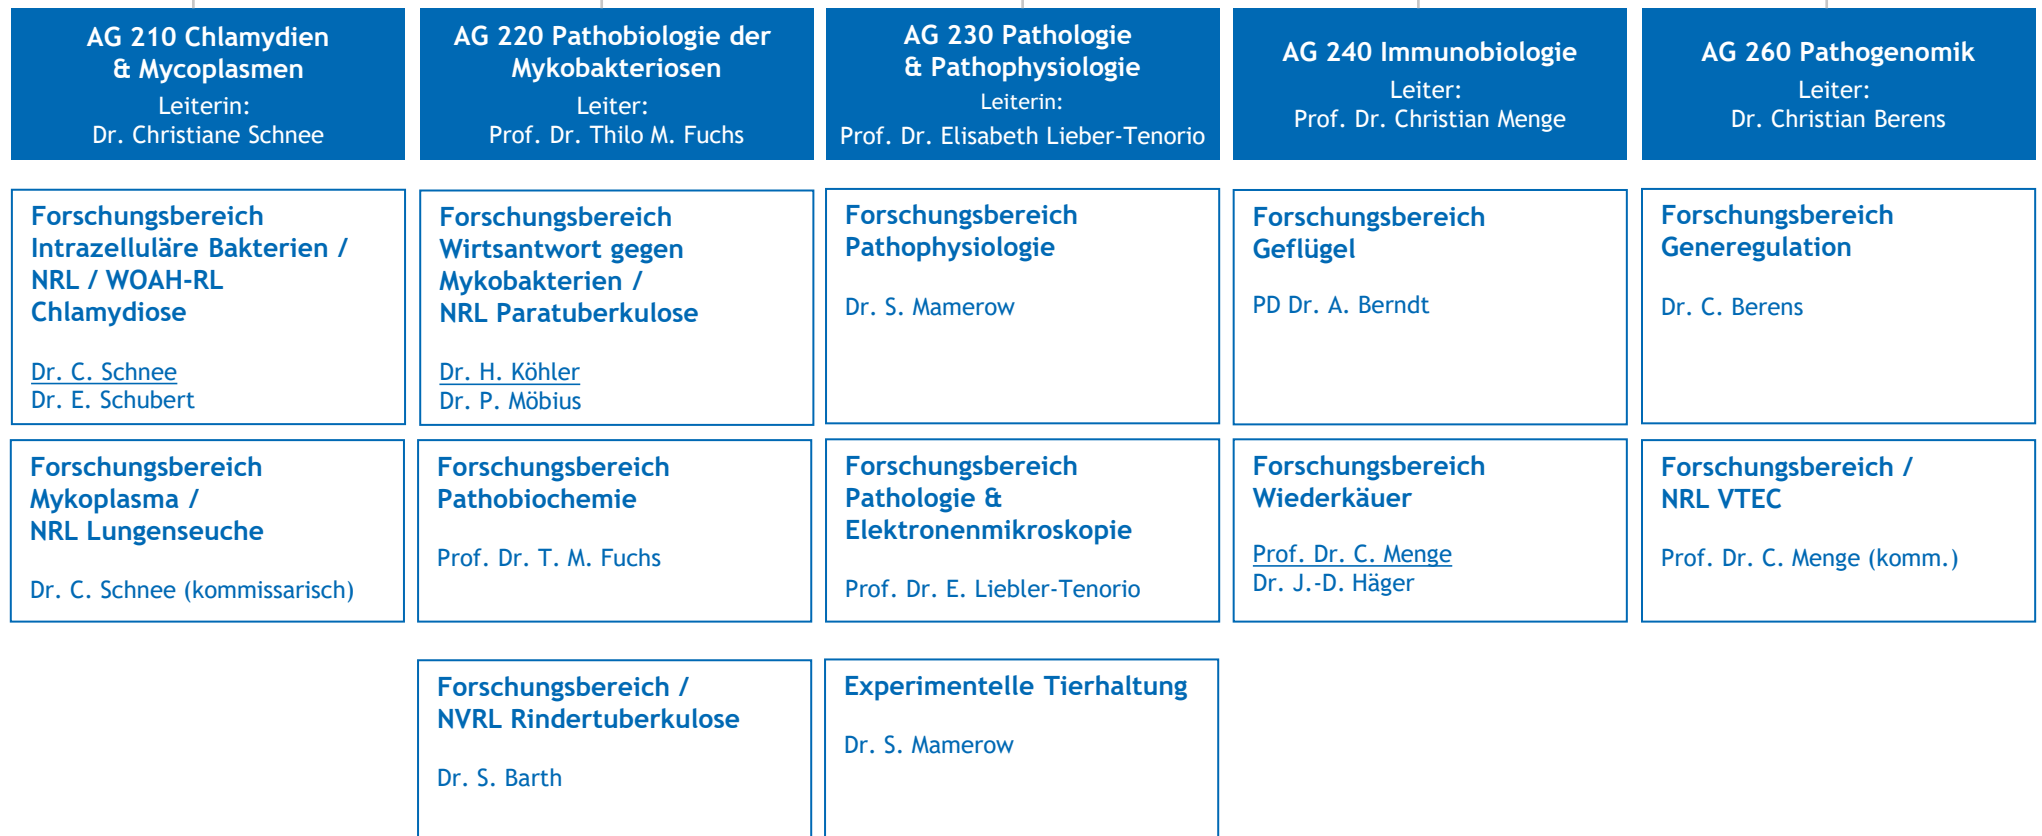 AG 210 Chlamydien
& Mycoplasmen
Leiterin:
Dr. Christiane Schnee
AG 220 Pathobiologie der
Mykobakteriosen
Leiter:
Prof. Dr. Thilo M. Fuchs
AG 230 Pathologie
& Pathophysiologie
Leiterin:
Prof. Dr. Elisabeth Lieber-Tenorio
AG 240 Immunobiologie
Leiter:
Prof. Dr. Christian Menge
AG 260 Pathogenomik
Leiter:
Dr. Christian Berens
Forschungsbereich
Intrazelluläre Bakterien /
NRL / WOAH-RL
Chlamydiose
Dr. C. Schnee
Dr. E. Schubert
Forschungsbereich
Wirtsantwort gegen
Mykobakterien /
NRL Paratuberkulose
Dr. H. Köhler
Dr. P. Möbius
Forschungsbereich
Pathophysiologie
Dr. S. Mamerow
Forschungsbereich
Geflügel
PD Dr. A. Berndt
Forschungsbereich
Generegulation
Dr. C. Berens
Forschungsbereich
Mykoplasma /
NRL Lungenseuche
Dr. C. Schnee (kommissarisch)
Forschungsbereich
Pathobiochemie
Prof. Dr. T. M. Fuchs
Forschungsbereich
Pathologie &
Elektronenmikroskopie
Prof. Dr. E. Liebler-Tenorio
Forschungsbereich
Wiederkäuer
Prof. Dr. C. Menge
Dr. J.-D. Häger
Forschungsbereich /
NRL VTEC
Prof. Dr. C. Menge (komm.)
Forschungsbereich /
NVRL Rindertuberkulose
Dr. S. Barth
Experimentelle Tierhaltung
Dr. S. Mamerow